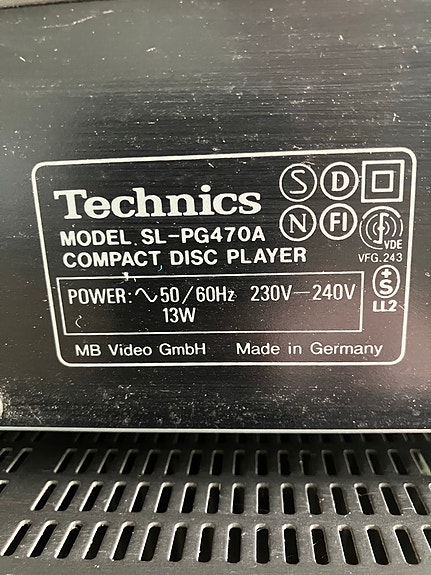 Technics
MODEL SL-PG470A
COMPACT DISC PLAYER
S D
N FI
VDE
VFG.243
+S
LL2
POWER: ∿ 50/60Hz 230V–240V
13W
MB Video GmbH Made in Germany